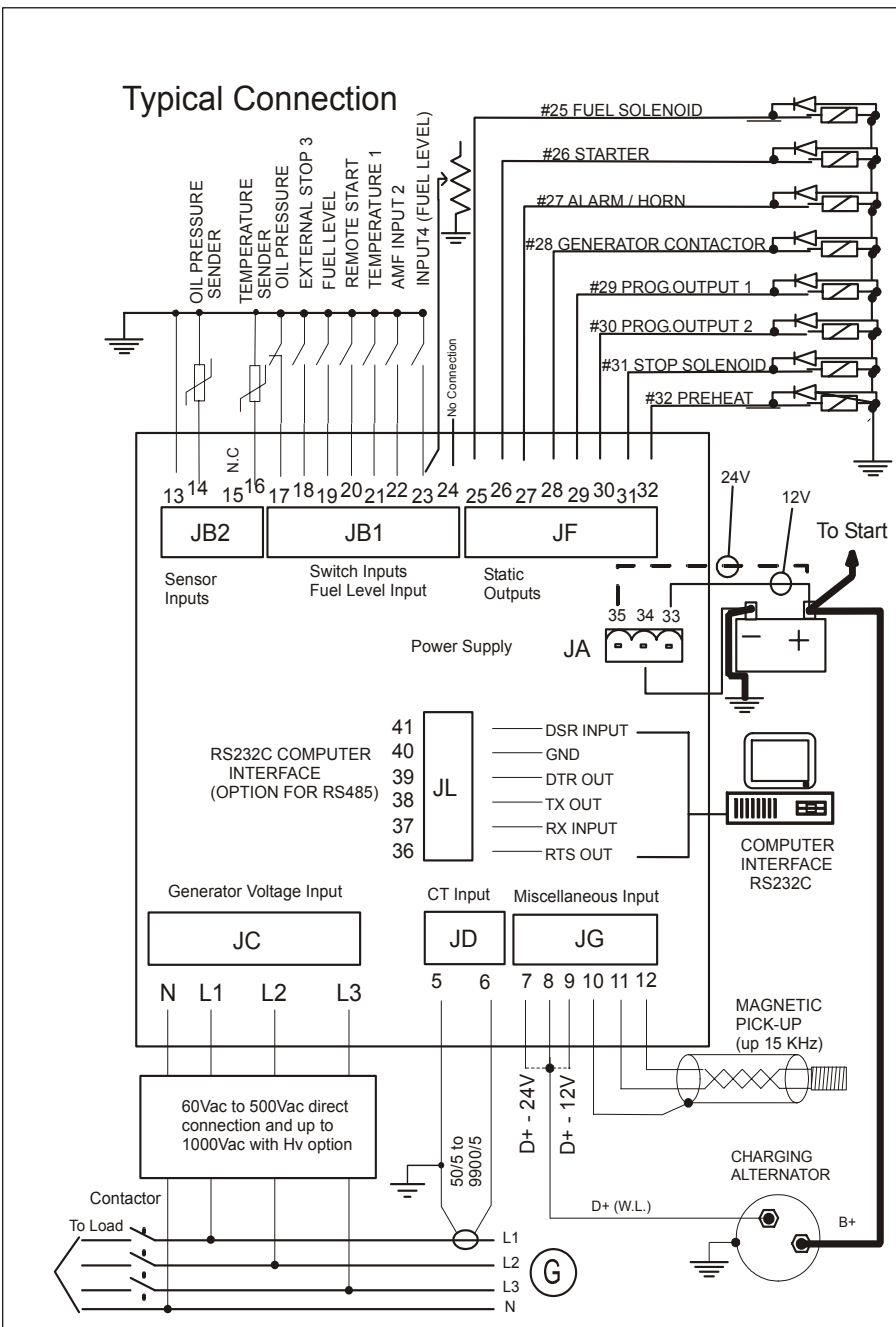 Typical Connection
OIL PRESSURE
SENDER
TEMPERATURE
SENDER
OIL PRESSURE
EXTERNAL STOP 3
FUEL LEVEL
REMOTE START
TEMPERATURE 1
AMF INPUT 2
INPUT4 (FUEL LEVEL)
#25 FUEL SOLENOID
#26 STARTER
#27 ALARM / HORN
#28 GENERATOR CONTACTOR
#29 PROG.OUTPUT 1
#30 PROG.OUTPUT 2
#31 STOP SOLENOID
#32 PREHEAT
No Connection
N.C
13 14 15 16 17 18 19 20 21 22 23 24 25 26 27 28 29 30 31 32
JB2 JB1 JF
Sensor
Inputs
Switch Inputs
Fuel Level Input
Static
Outputs
24V
12V
To Start
35 34 33
Power Supply JA
- +
RS232C COMPUTER
INTERFACE
(OPTION FOR RS485)
JL
41 DSR INPUT
40 GND
39 DTR OUT
38 TX OUT
37 RX INPUT
36 RTS OUT
COMPUTER
INTERFACE
RS232C
Generator Voltage Input
CT Input
Miscellaneous Input
JC JD JG
N L1 L2 L3
5 6 7 8 9 10 11 12
MAGNETIC
PICK-UP
(up 15 KHz)
60Vac to 500Vac direct
connection and up to
1000Vac with Hv option
50/5 to
9900/5
D+ - 24V
D+ - 12V
CHARGING
ALTERNATOR
D+ (W.L.)
B+
Contactor
To Load
L1
L2
L3
N
G